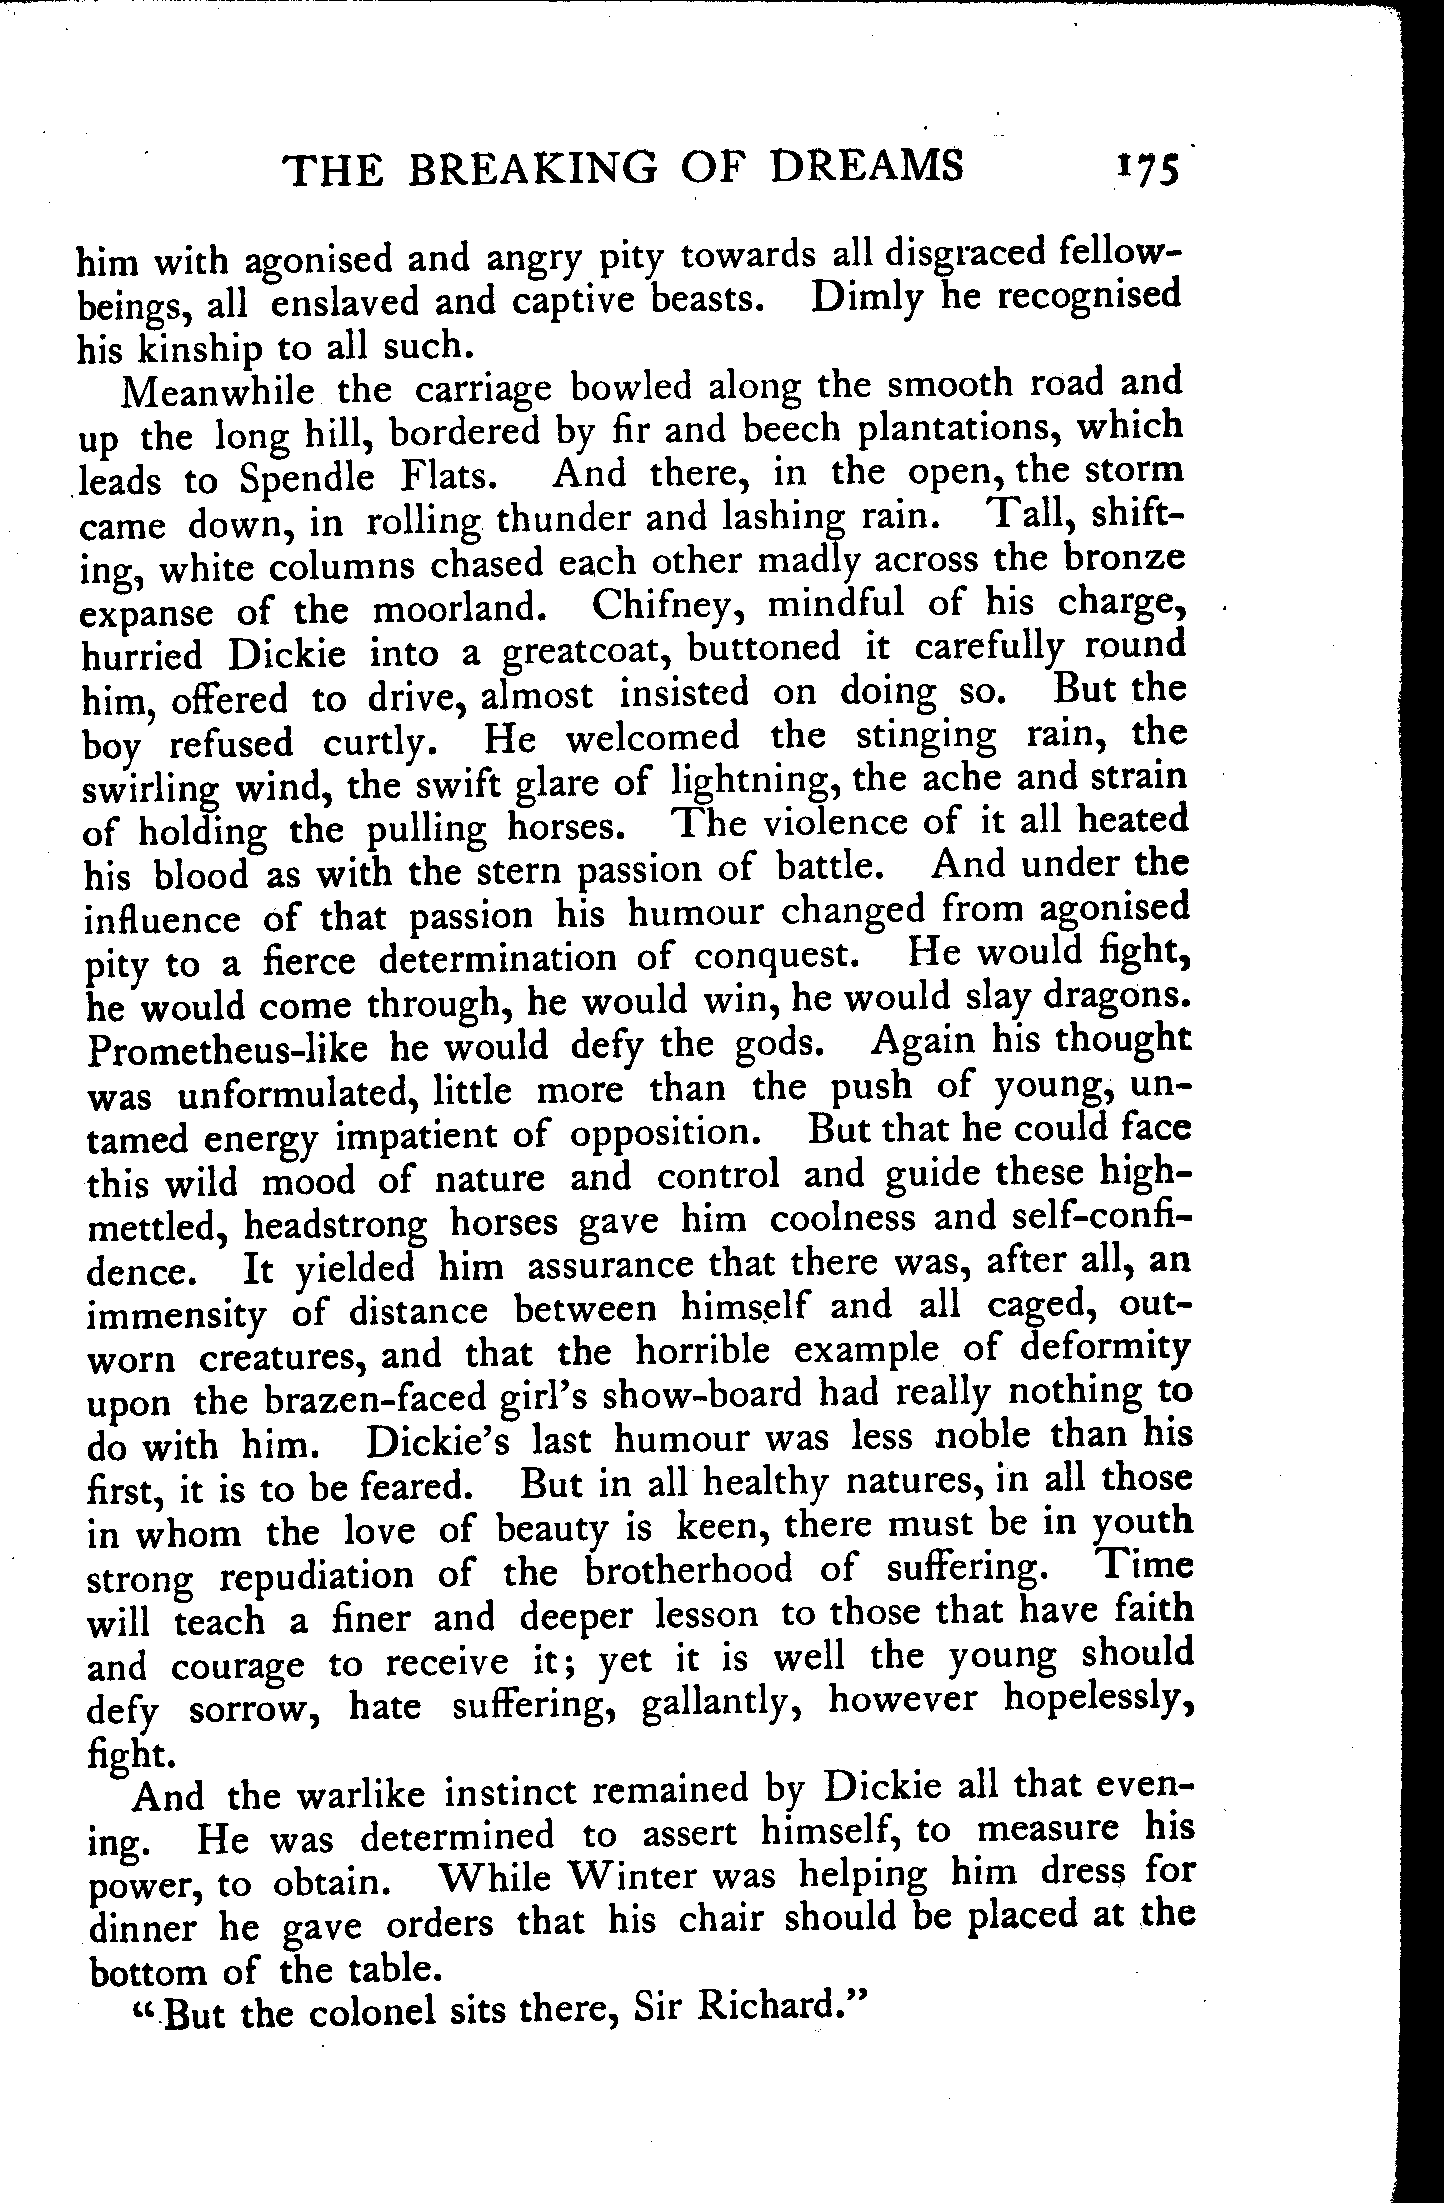 THE BREAKING OF DREAMS 175
him with agonised and angry pity towards all disgraced fellow-
beings, all enslaved and captive beasts. Dimly he recognised
his kinship to all such.
Meanwhile the carriage bowled along the smooth road and
up the long hill, bordered by fir and beech plantations, which
leads to Spendle Flats. And there, in the open, the storm
came down, in rolling thunder and lashing rain. Tall, shift-
ing, white columns chased each other madly across the bronze
expanse of the moorland. Chifney, mindful of his charge,
hurried Dickie into a greatcoat, buttoned it carefully round
him, offered to drive, almost insisted on doing so. But the
boy refused curtly. He welcomed the stinging rain, the
swirling wind, the swift glare of lightning, the ache and strain
of holding the pulling horses. The violence of it all heated
his blood as with the stern passion of battle. And under the
influence of that passion his humour changed from agonised
pity to a fierce determination of conquest. He would fight,
he would come through, he would win, he would slay dragons.
Prometheus-like he would defy the gods. Again his thought
was unformulated, little more than the push of young, un-
tamed energy impatient of opposition. But that he could face
this wild mood of nature and control and guide these high-
mettled, headstrong horses gave him coolness and self-confi-
dence. It yielded him assurance that there was, after all, an
immensity of distance between himself and all caged, out-
worn creatures, and that the horrible example of deformity
upon the brazen-faced girl's show-board had really nothing to
do with him. Dickie's last humour was less noble than his
first, it is to be feared. But in all healthy natures, in all those
in whom the love of beauty is keen, there must be in youth
strong repudiation of the brotherhood of suffering. Time
will teach a finer and deeper lesson to those that have faith
and courage to receive it; yet it is well the young should
defy sorrow, hate suffering, gallantly, however hopelessly,
fight.
And the warlike instinct remained by Dickie all that even-
ing. He was determined to assert himself, to measure his
power, to obtain. While Winter was helping him dress for
dinner he gave orders that his chair should be placed at the
bottom of the table.
"But the colonel sits there, Sir Richard."